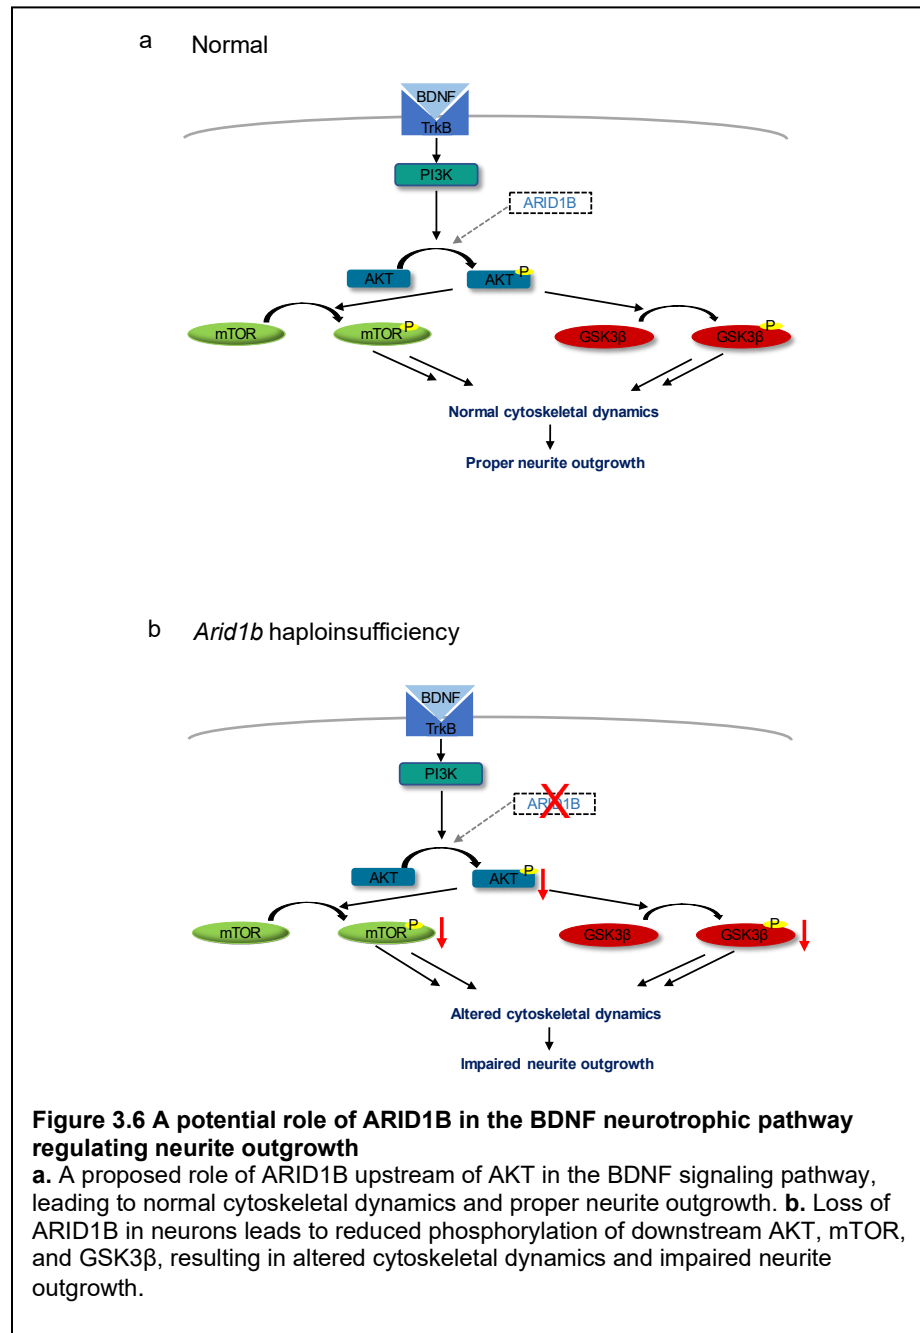 a Normal
BDNF
TrkB
PI3K
ARID1B
AKT AKT P
mTOR mTOR P GSK3β GSK3β P
Normal cytoskeletal dynamics
Proper neurite outgrowth
b Arid1b haploinsufficiency
BDNF
TrkB
PI3K
ARID1B
AKT AKT P
mTOR mTOR P GSK3β GSK3β P
Altered cytoskeletal dynamics
Impaired neurite outgrowth
Figure 3.6 A potential role of ARID1B in the BDNF neurotrophic pathway
regulating neurite outgrowth
a. A proposed role of ARID1B upstream of AKT in the BDNF signaling pathway,
leading to normal cytoskeletal dynamics and proper neurite outgrowth. b. Loss of
ARID1B in neurons leads to reduced phosphorylation of downstream AKT, mTOR,
and GSK3β, resulting in altered cytoskeletal dynamics and impaired neurite
outgrowth.